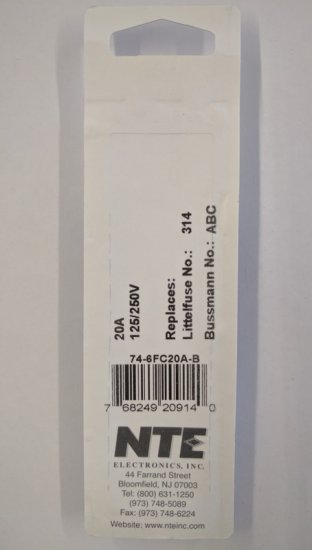 20A
125/250V
Replaces:
Littelfuse No.: 314
Bussmann No.: ABC
74-6FC20A-B
7 68249 20914 0
NTE
ELECTRONICS, INC.
44 Farrand Street
Bloomfield, NJ 07003
Tel: (800) 631-1250
(973) 748-5089
Fax: (973) 748-6224
Website: www.nteinc.com